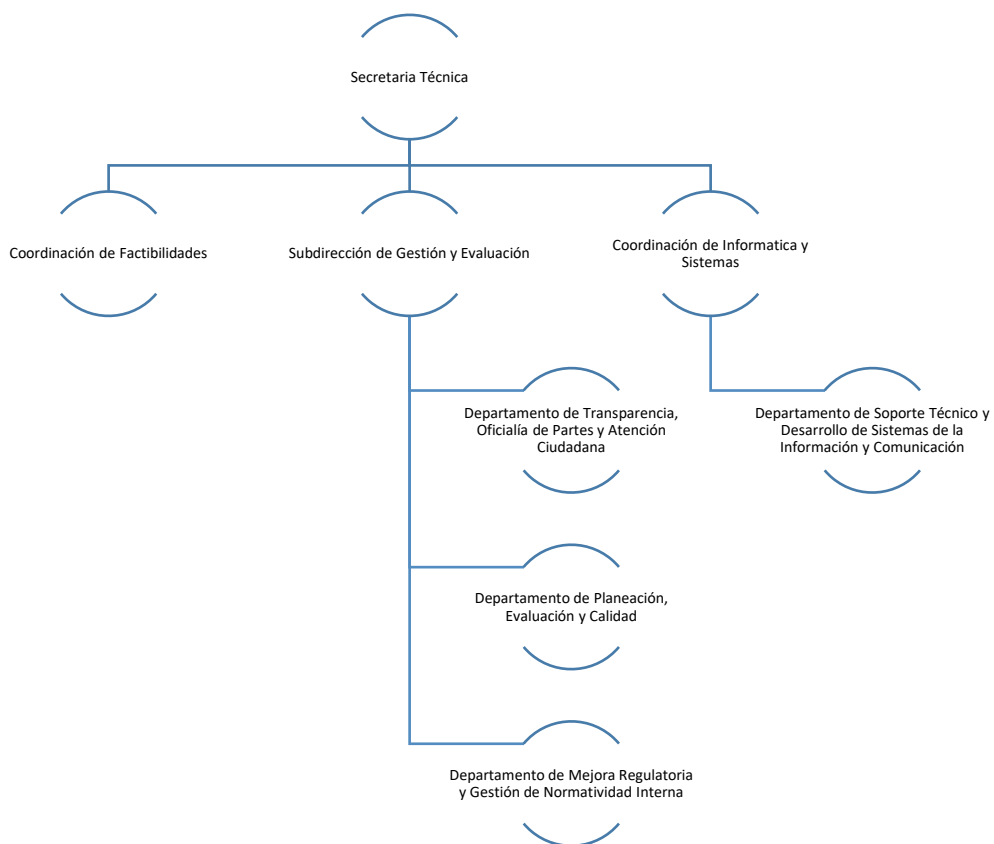 Secretaria Técnica
Coordinación de Factibilidades
Subdirección de Gestión y Evaluación
Coordinación de Informatica y
Sistemas
Departamento de Transparencia,
Oficialía de Partes y Atención
Ciudadana
Departamento de Soporte Técnico y
Desarrollo de Sistemas de la
Información y Comunicación
Departamento de Planeación,
Evaluación y Calidad
Departamento de Mejora Regulatoria
y Gestión de Normatividad Interna